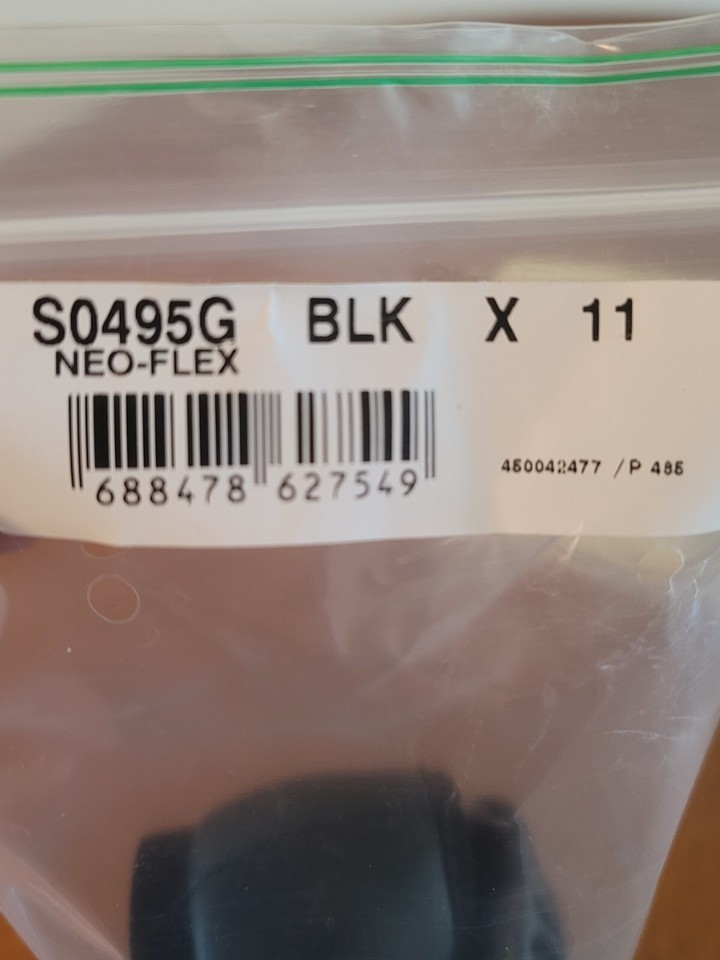 S0495G BLK X 11
NEO-FLEX
688478 627549
450042477 /P 485